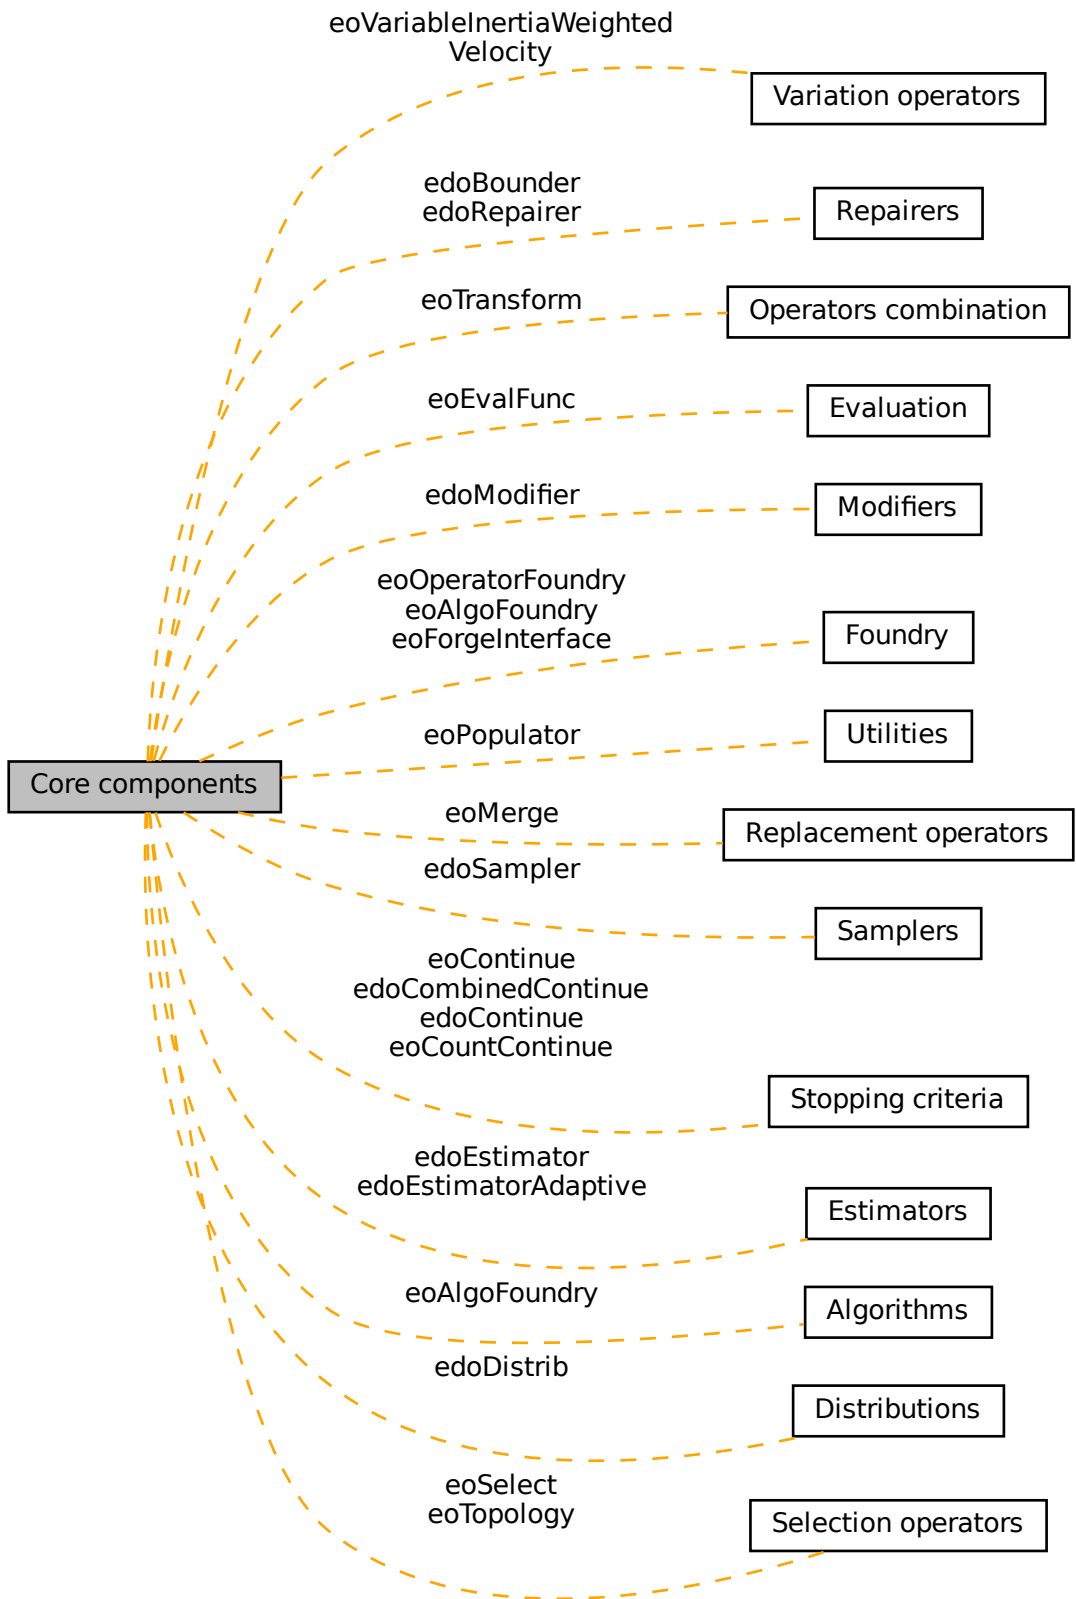 eoVariableInertiaWeighted
Velocity
Variation operators
edoBounder
edoRepairer
Repairers
eoTransform
Operators combination
eoEvalFunc
Evaluation
edoModifier
Modifiers
eoOperatorFoundry
eoAlgoFoundry
eoForgeInterface
Foundry
eoPopulator
Utilities
Core components
eoMerge
Replacement operators
edoSampler
Samplers
eoContinue
edoCombinedContinue
edoContinue
eoCountContinue
Stopping criteria
edoEstimator
edoEstimatorAdaptive
Estimators
eoAlgoFoundry
Algorithms
edoDistrib
Distributions
eoSelect
eoTopology
Selection operators